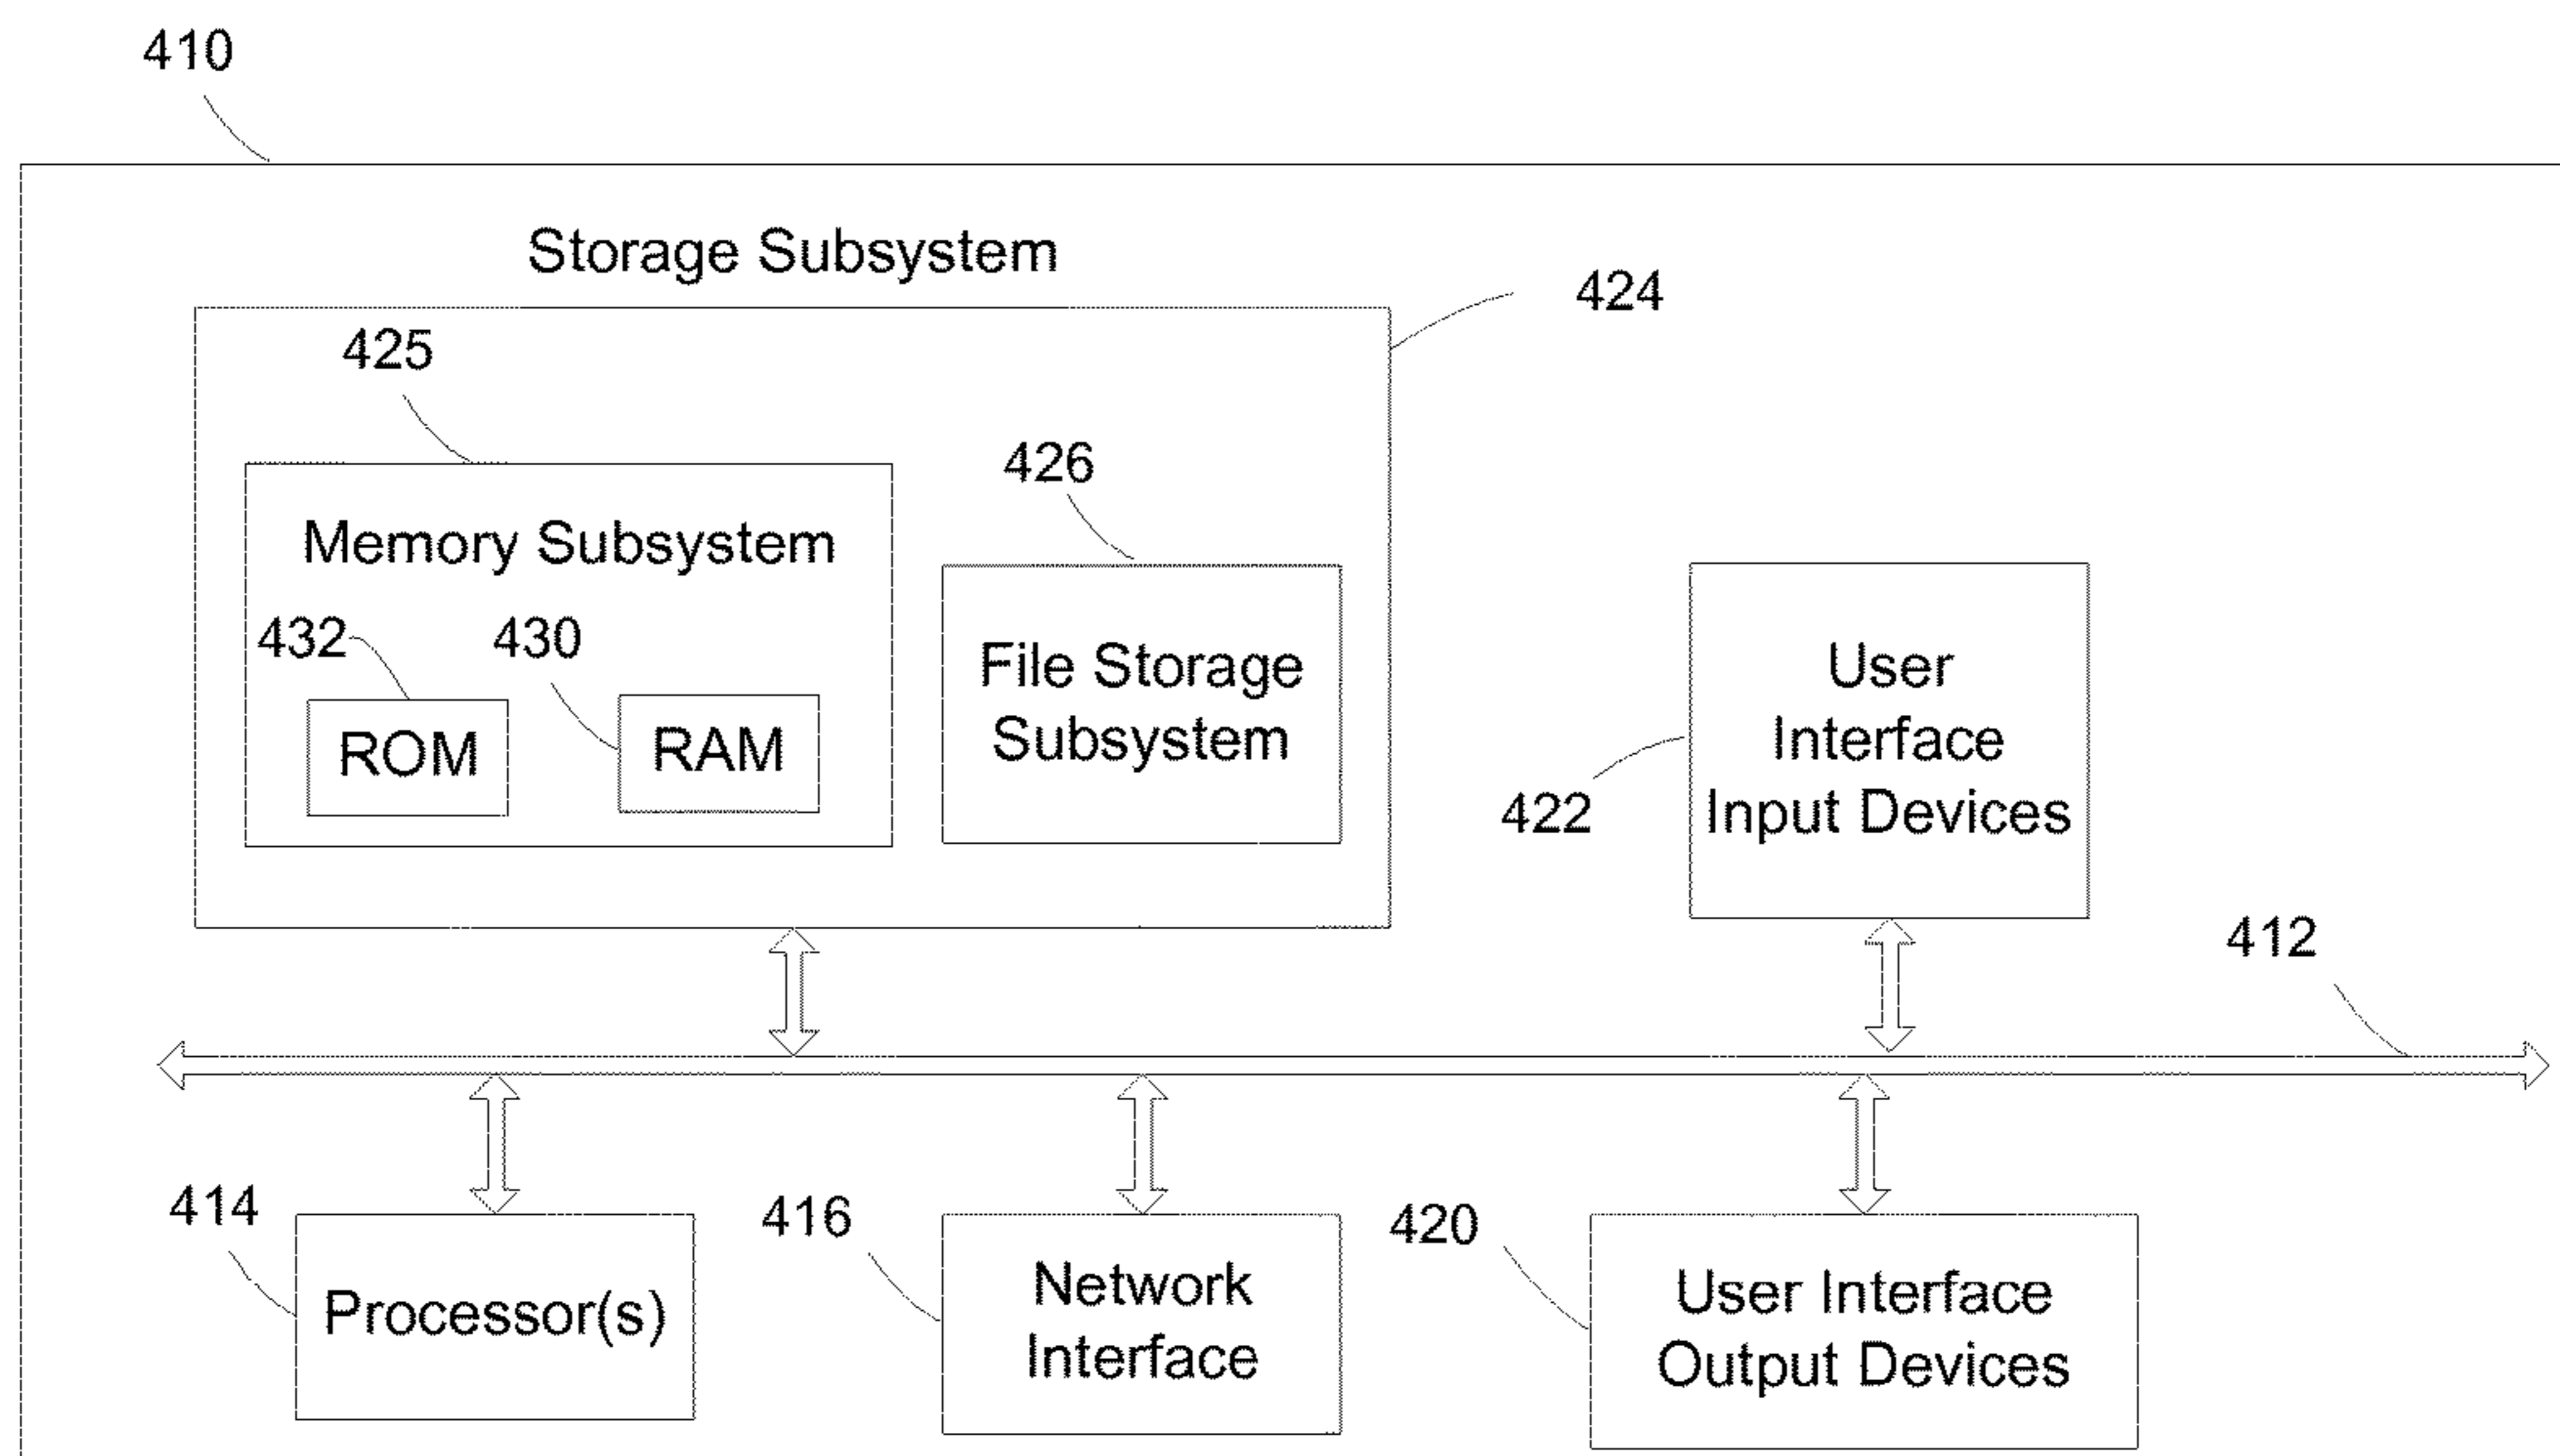 410
Storage Subsystem
424
425
426
Memory Subsystem
432
430
ROM
RAM
File Storage
Subsystem
User
Interface
Input Devices
422
412
414
Processor(s)
416
Network
Interface
420
User Interface
Output Devices